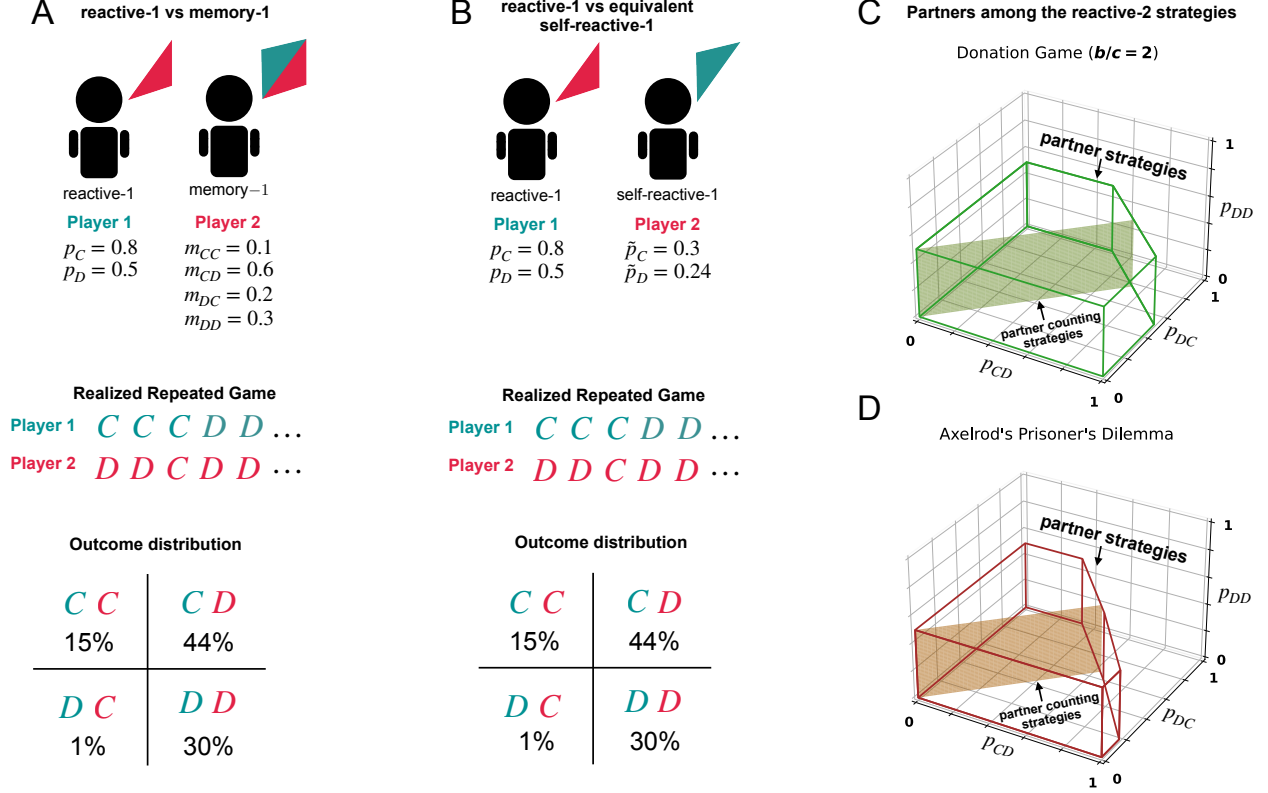 A
reactive-1 vs memory-1
reactive-1
memory−1
Player 1
Player 2
p_C = 0.8
p_D = 0.5
m_CC = 0.1
m_CD = 0.6
m_DC = 0.2
m_DD = 0.3
Realized Repeated Game
Player 1 C C C D D ...
Player 2 D D C D D ...
Outcome distribution
C C
C D
15%
44%
D C
D D
1%
30%
B
reactive-1 vs equivalent
self-reactive-1
reactive-1
self-reactive-1
Player 1
Player 2
p_C = 0.8
p_D = 0.5
p̃_C = 0.3
p̃_D = 0.24
Realized Repeated Game
Player 1 C C C D D ...
Player 2 D D C D D ...
Outcome distribution
C C
C D
15%
44%
D C
D D
1%
30%
C
Partners among the reactive-2 strategies
Donation Game (b/c = 2)
partner strategies
partner counting
strategies
1
p_DD
0
1
p_DC
0
0
p_CD
1
D
Axelrod's Prisoner's Dilemma
partner strategies
partner counting
strategies
1
p_DD
0
1
p_DC
0
0
p_CD
1